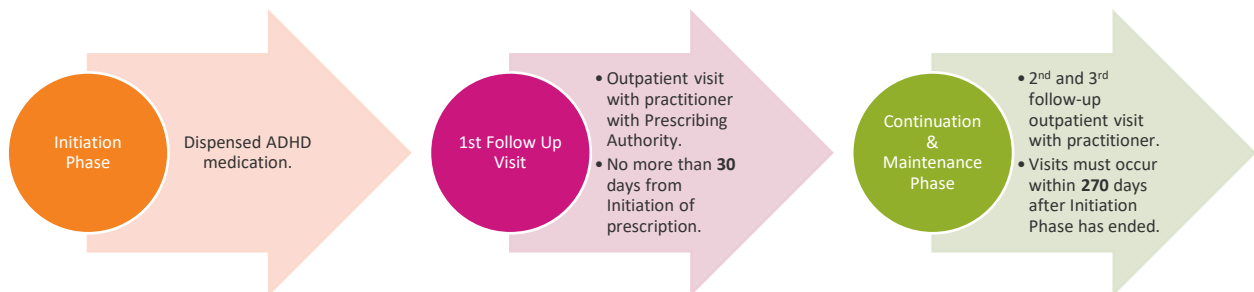 Initiation
Phase
Dispensed ADHD
medication.
1st Follow Up
Visit
• Outpatient visit
with practitioner
with Prescribing
Authority.
• No more than 30
days from
Initiation of
prescription.
Continuation
&
Maintenance
Phase
• 2nd and 3rd
follow-up
outpatient visit
with practitioner.
• Visits must occur
within 270 days
after Initiation
Phase has ended.